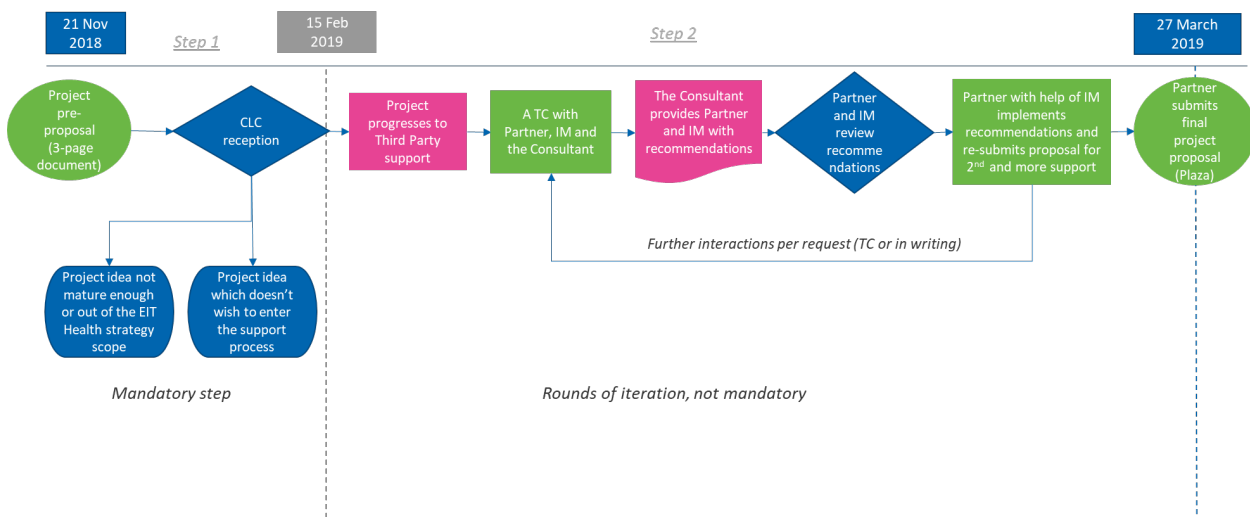 21 Nov
2018
Step 1
15 Feb
2019
Step 2
27 March
2019
Project
pre-
proposal
(3-page
document)
CLC
reception
Project
progresses to
Third Party
support
A TC with
Partner, IM and
the Consultant
The Consultant
provides Partner
and IM with
recommendations
Partner
and IM
review
recomme
ndations
Partner with help of IM
implements
recommendations and
re-submits proposal for
2nd and more support
Partner
submits
final
project
proposal
(Plaza)
Further interactions per request (TC or in writing)
Project idea not
mature enough
or out of the EIT
Health strategy
scope
Project idea
which doesn't
wish to enter
the support
process
Mandatory step
Rounds of iteration, not mandatory